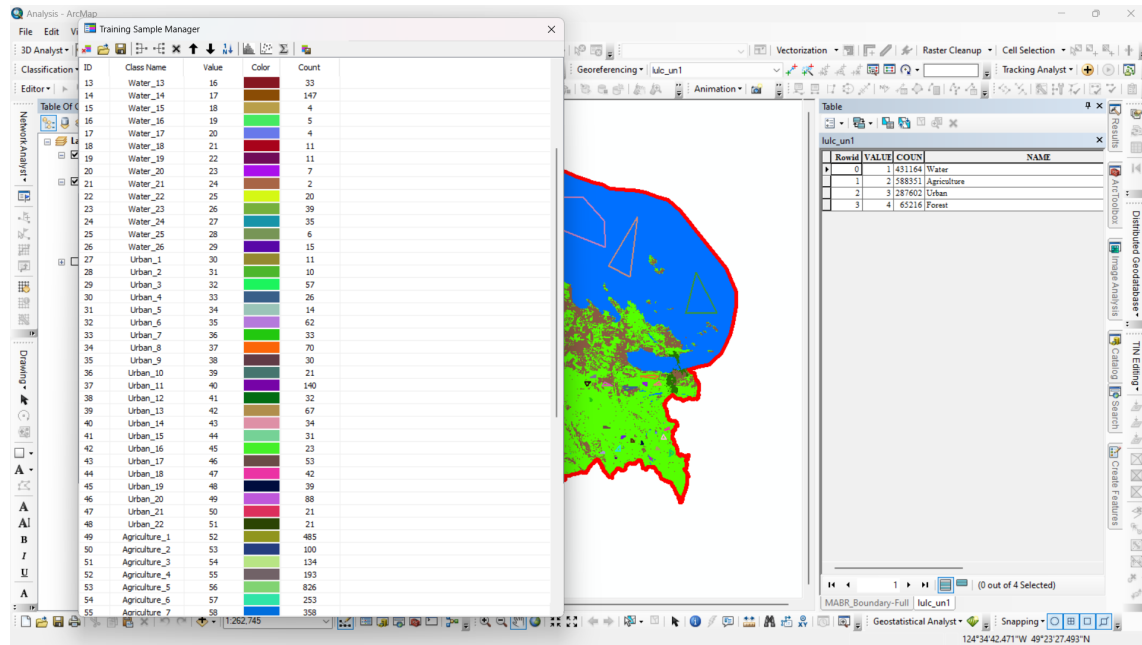 Analysis - ArcMap
File Edit Vi
Training Sample Manager
3D Analyst
Classification
Editor
Vectorization
Raster Cleanup
Cell Selection
Georeferencing
lulc_un1
Tracking Analyst
Animation
Table Of C
Network Analyst
La
Drawing
ID Class Name Value Color Count
13 Water_13 16 33
14 Water_14 17 147
15 Water_15 18 4
16 Water_16 19 5
17 Water_17 20 4
18 Water_18 21 11
19 Water_19 22 11
20 Water_20 23 7
21 Water_21 24 2
22 Water_22 25 20
23 Water_23 26 39
24 Water_24 27 35
25 Water_25 28 6
26 Water_26 29 15
27 Urban_1 30 11
28 Urban_2 31 10
29 Urban_3 32 57
30 Urban_4 33 26
31 Urban_5 34 14
32 Urban_6 35 62
33 Urban_7 36 33
34 Urban_8 37 70
35 Urban_9 38 30
36 Urban_10 39 21
37 Urban_11 40 140
38 Urban_12 41 32
39 Urban_13 42 67
40 Urban_14 43 34
41 Urban_15 44 31
42 Urban_16 45 23
43 Urban_17 46 53
44 Urban_18 47 42
45 Urban_19 48 39
46 Urban_20 49 88
47 Urban_21 50 21
48 Urban_22 51 21
49 Agriculture_1 52 485
50 Agriculture_2 53 100
51 Agriculture_3 54 134
52 Agriculture_4 55 193
53 Agriculture_5 56 826
54 Agriculture_6 57 253
55 Agriculture_7 58 358
Table
lulc_un1
Rowid VALUE COUN NAME
0 1 431164 Water
1 2 588351 Agriculture
2 3 287602 Urban
3 4 65216 Forest
1
(0 out of 4 Selected)
MABR_Boundary-Full lulc_un1
Results
ArcToolbox
Image Analysis
Catalog
Search
Create Features
Distributed Geodatabase
TIN Editing
A
A
A
B
I
U
A
1:262,745
Geostatistical Analyst
Snapping
124°34'42.471"W 49°23'27.493"N